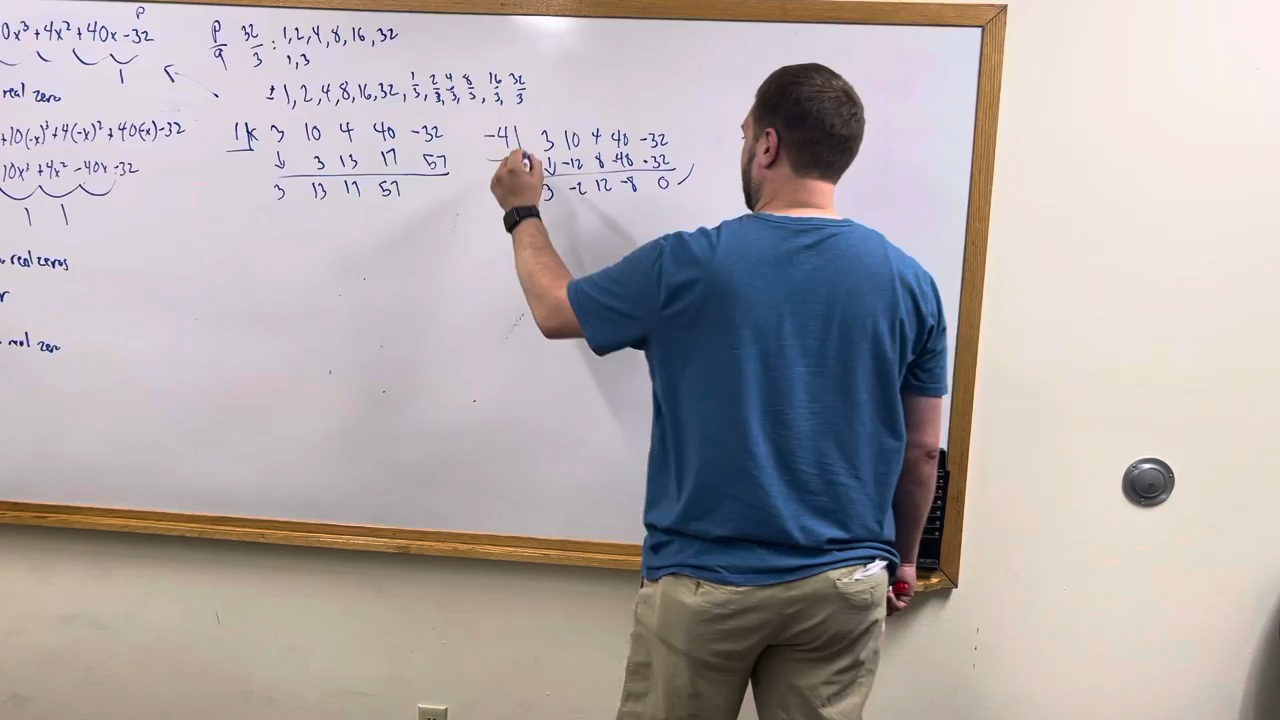 P
0x³ + 4x² + 40x - 32
1
real zero
+ 10(-x)³ + 4(-x)² + 40(-x) - 32
10x³ + 4x² - 40x - 32
1 1
real zeros
r
real zero
P/q 32/3 : 1, 2, 4, 8, 16, 32
1, 3
± 1, 2, 4, 8, 16, 32, 1/3, 2/3, 4/3, 8/3, 16/3, 32/3
3 10 4 40 -32
↓ 3 13 17 57
3 13 17 57
-4| 3 10 4 40 -32
↓ -12 8 -48 +32
3 -2 12 -8 0 ✓